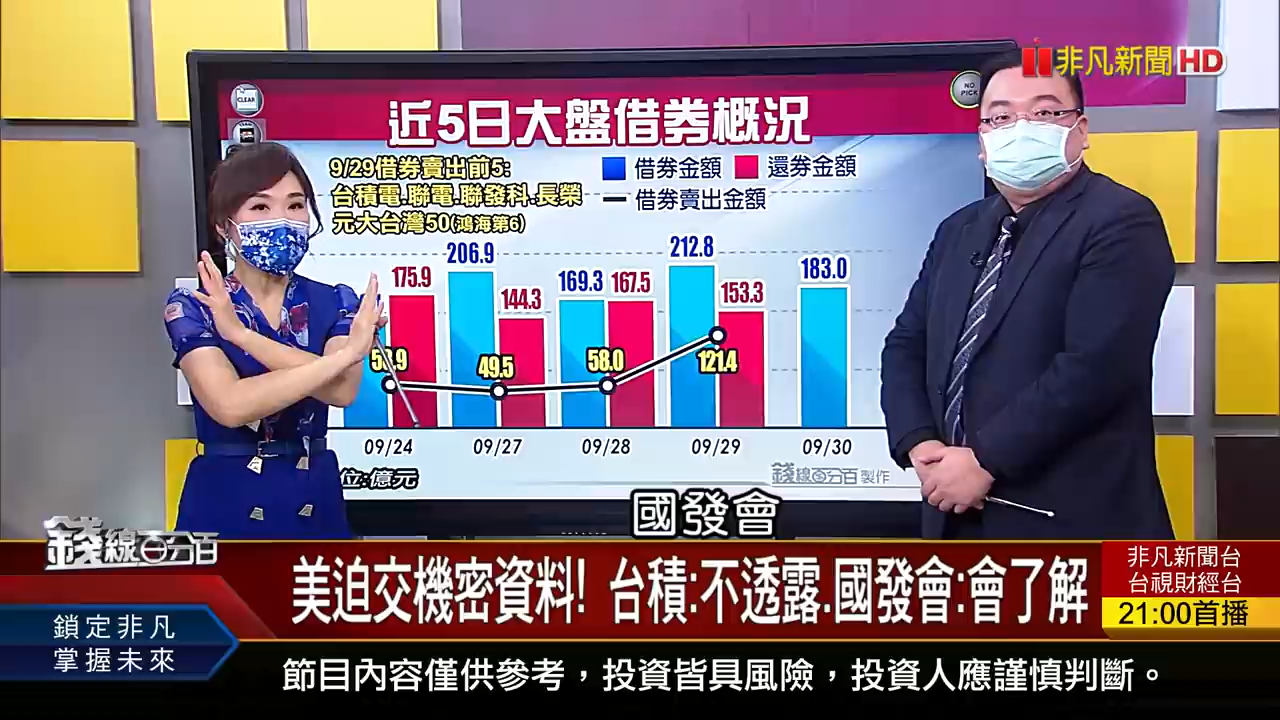 非凡新聞HD
CLEAR
NO PICK
近5日大盤借券概況
9/29借券賣出前5:
台積電.聯電.聯發科.長榮
元大台灣50(鴻海第6)
借券金額 還券金額
借券賣出金額
175.9 206.9 144.3 169.3 167.5 212.8 153.3 183.0
49.5 58.0 121.4
09/24 09/27 09/28 09/29 09/30
位:億元
錢線百分百 製作
國發會
錢線百分百
美迫交機密資料! 台積:不透露.國發會:會了解
非凡新聞台
台視財經台
21:00首播
鎖定非凡
掌握未來
節目內容僅供參考，投資皆具風險，投資人應謹慎判斷。